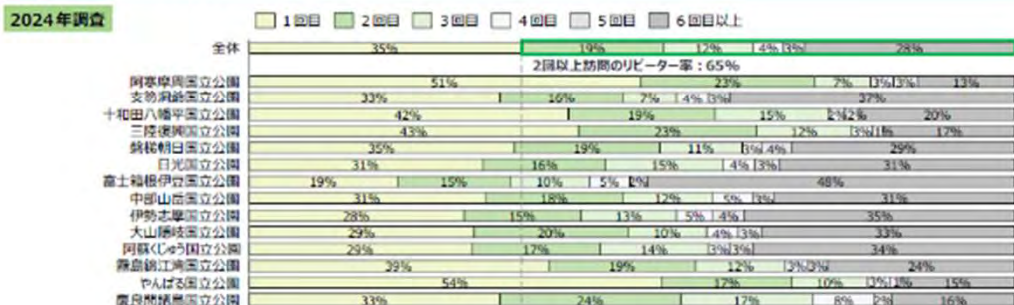 2024年調査
1回目 2回目 3回目 4回目 5回目 6回目以上
全体 35% 19% 12% 4% 3% 28%
2回以上訪問のリピーター率：65%
阿寒摩周国立公園 51% 23% 7% 3% 3% 13%
支笏洞爺国立公園 33% 16% 7% 4% 3% 37%
十和田八幡平国立公園 42% 19% 15% 2% 2% 20%
三陸復興国立公園 43% 23% 12% 3% 1% 17%
磐梯朝日国立公園 35% 19% 11% 3% 4% 29%
日光国立公園 31% 16% 15% 4% 3% 31%
富士箱根伊豆国立公園 19% 15% 10% 5% 2% 48%
中部山岳国立公園 31% 18% 12% 5% 3% 31%
伊勢志摩国立公園 28% 15% 13% 5% 4% 35%
大山隠岐国立公園 29% 20% 10% 4% 3% 33%
阿蘇くじゅう国立公園 29% 17% 14% 3% 3% 34%
霧島錦江湾国立公園 39% 19% 12% 3% 3% 24%
やんばる国立公園 54% 17% 10% 3% 1% 15%
慶良間諸島国立公園 33% 24% 17% 8% 2% 16%